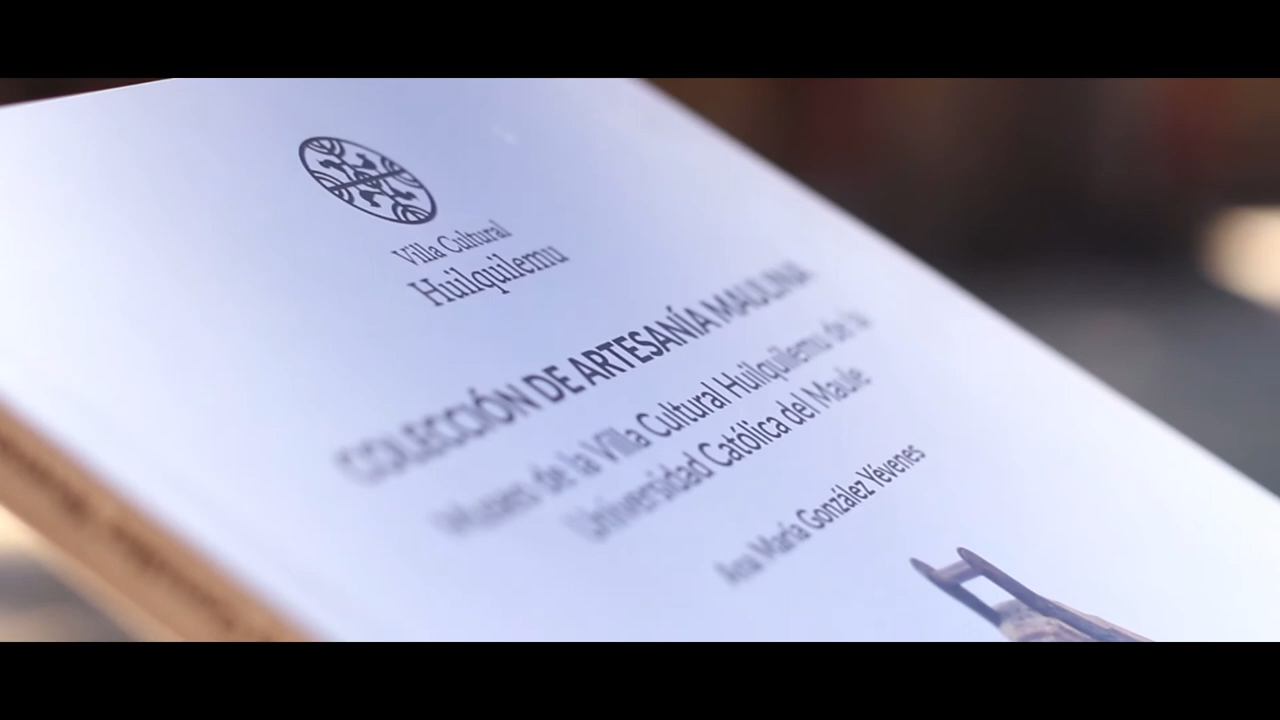 Villa Cultural
Huilquilemu
COLECCIÓN DE ARTESANÍA MAULINA
Museo de la Villa Cultural Huilquilemu de la
Universidad Católica del Maule
Ana María González Yévenes